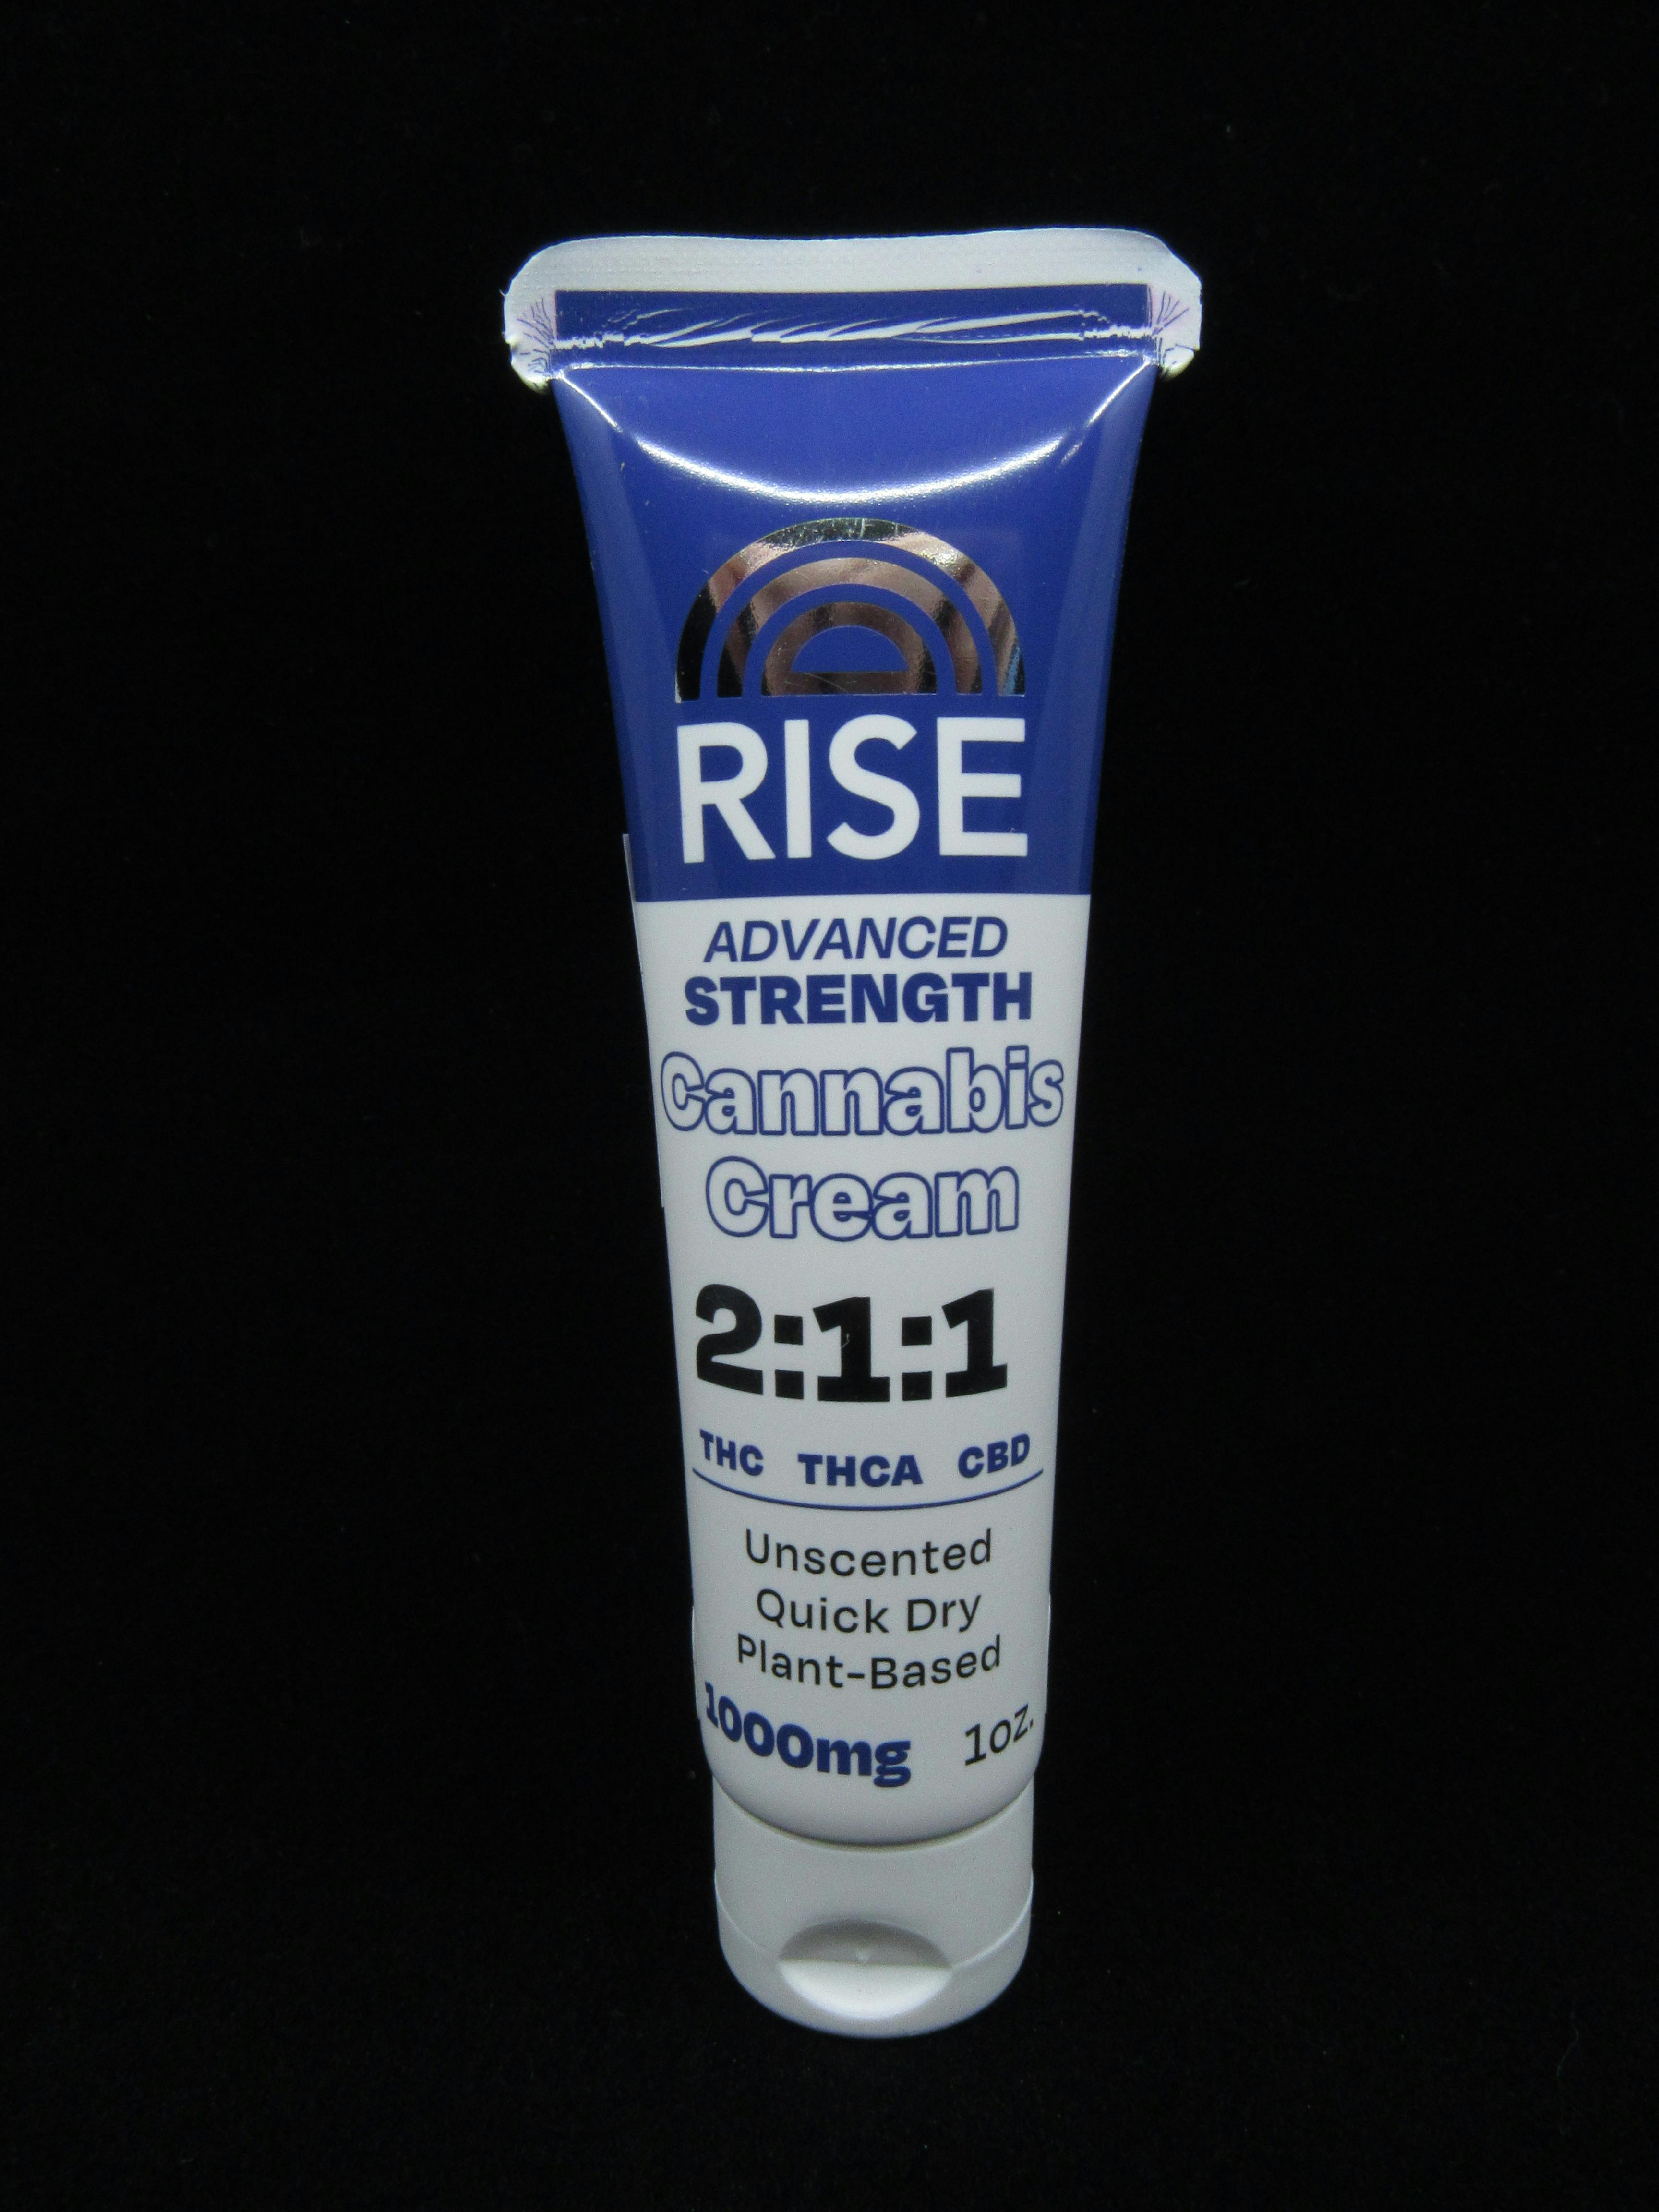 RISE
ADVANCED
STRENGTH
Cannabis
Cream
2:1:1
THC THCA CBD
Unscented
Quick Dry
Plant-Based
1000mg 1oz.